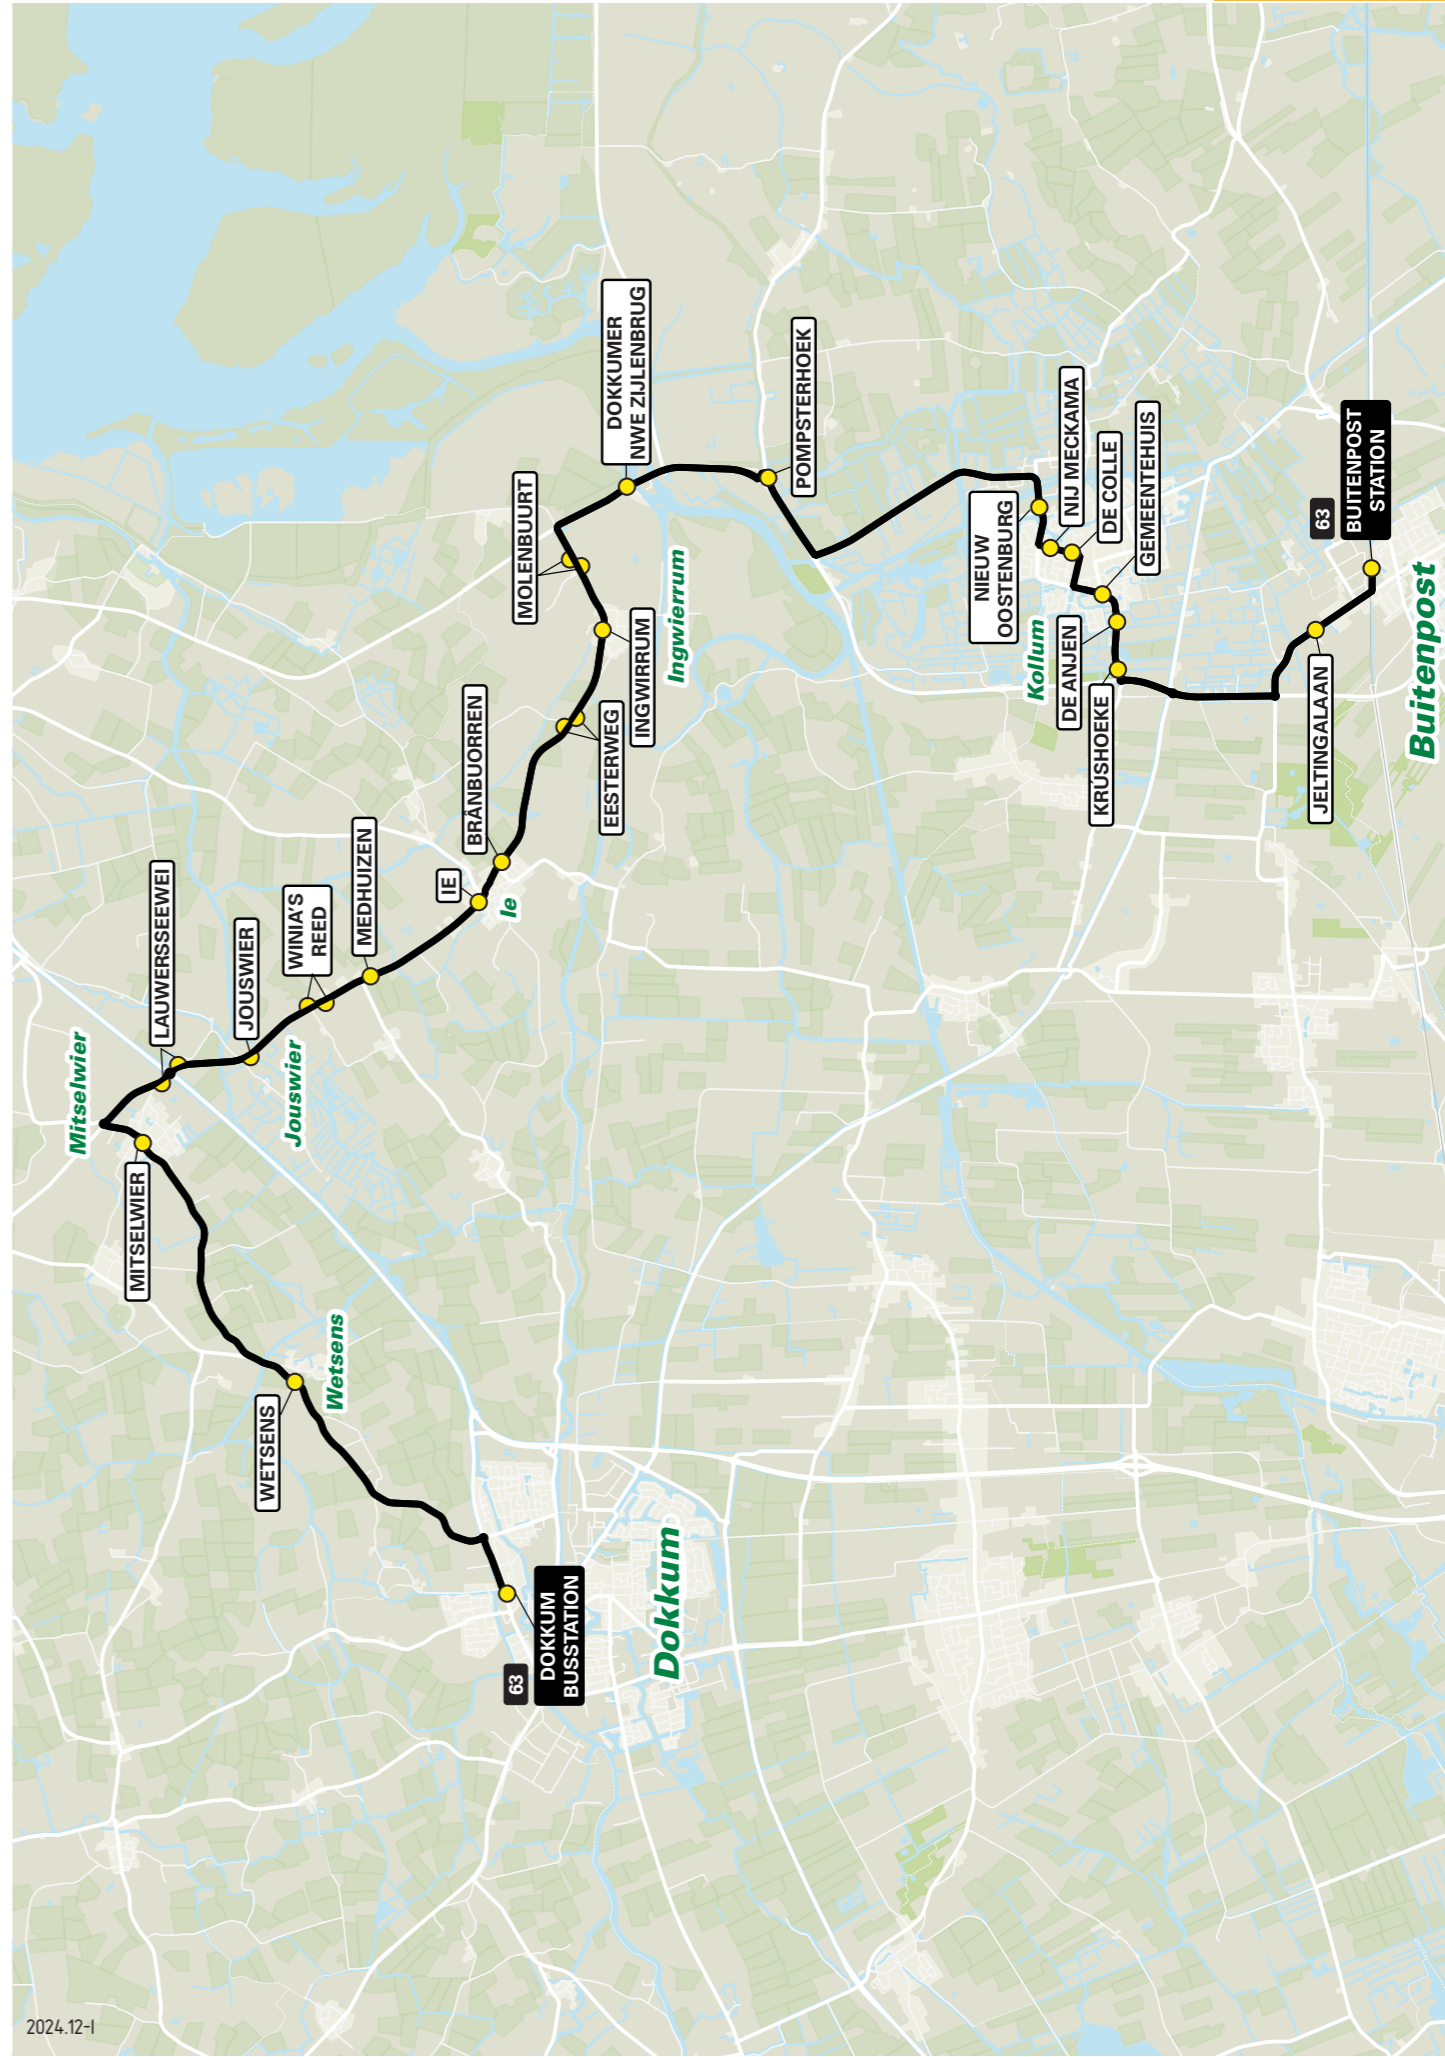 Mitselwier
LAUWERSSEEWEI
MITSELWIER
JOUSWIER
Jouswier
WINIA'S
REED
MEDHUIZEN
WETSENS
Wetsens
IE
Ie
BRÂNBUORREN
MOLENBUURT
EESTERWEG
INGWIRRUM
Ingwierrum
DOKKUMER
NWE ZIJLENBRUG
POMPSTERHOEK
63
DOKKUM
BUSSTATION
Dokkum
NIEUW
OOSTENBURG
NIJ MECKAMA
DE COLLE
GEMEENTEHUIS
Kollum
DE ANJEN
KRÚSHOEKE
JELTINGALAAN
63
BUITENPOST
STATION
Buitenpost
2024.12-I